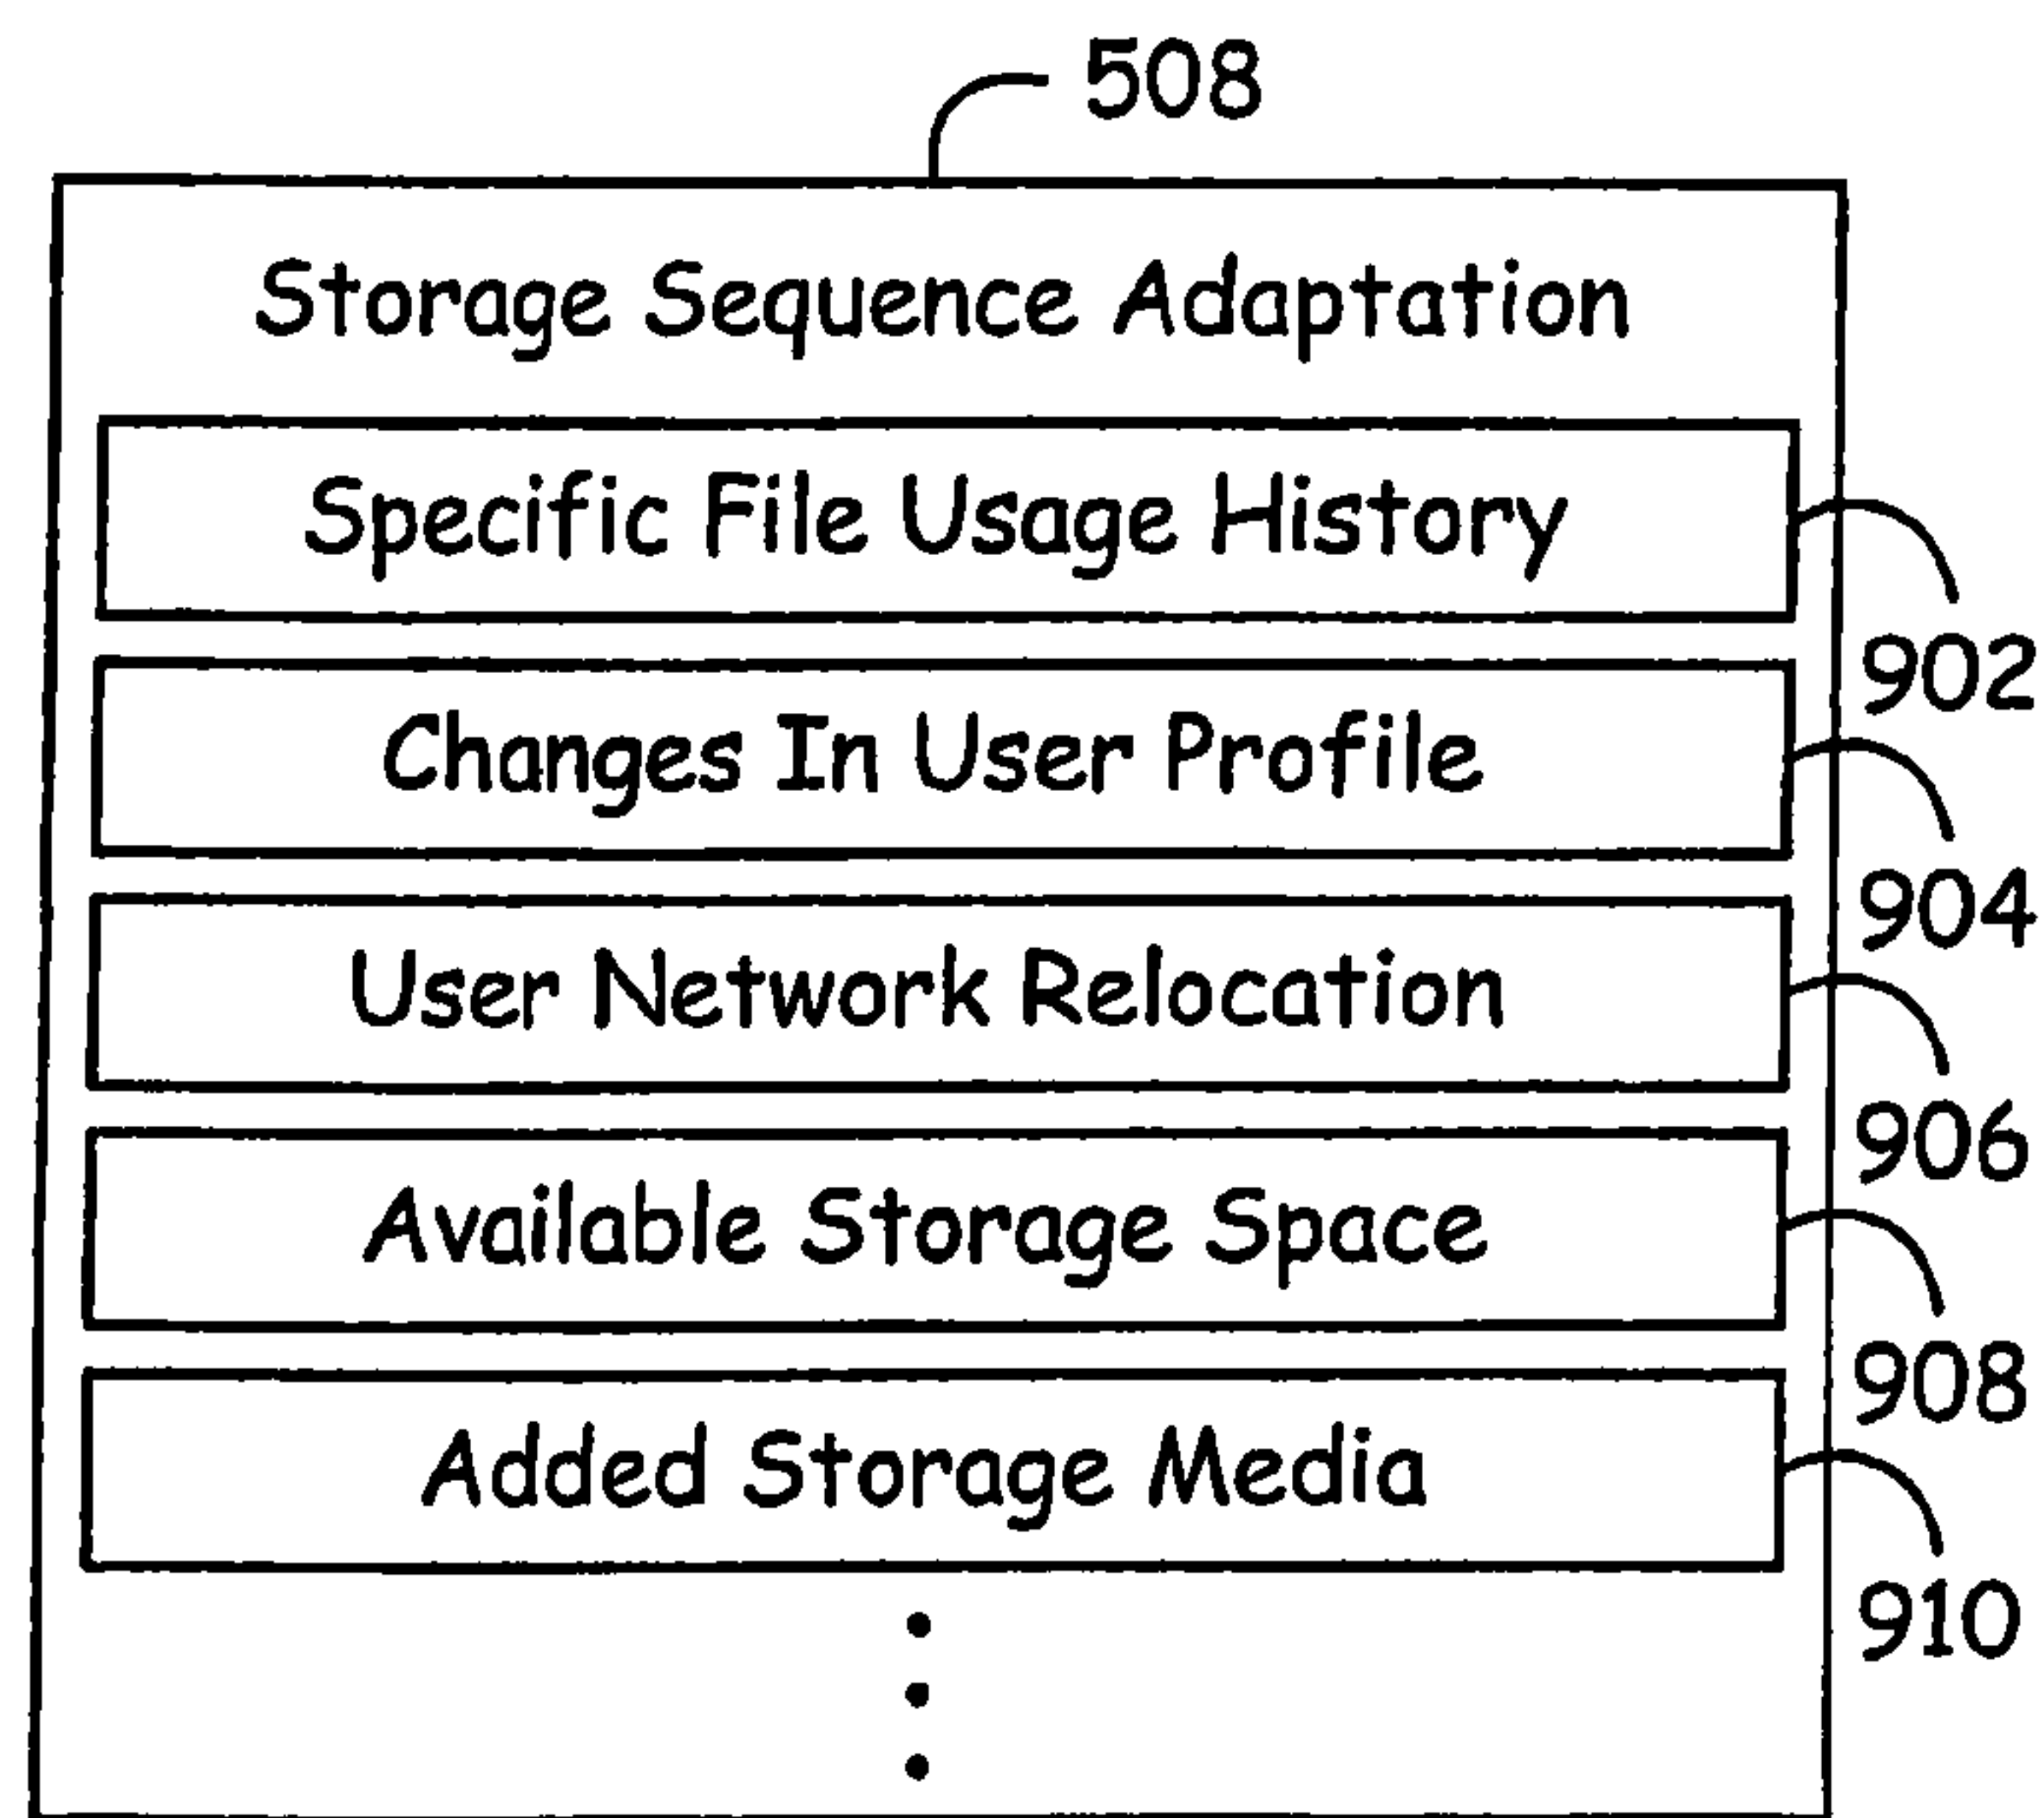 508
Storage Sequence Adaptation
Specific File Usage History
902
Changes In User Profile
904
User Network Relocation
906
Available Storage Space
908
Added Storage Media
910